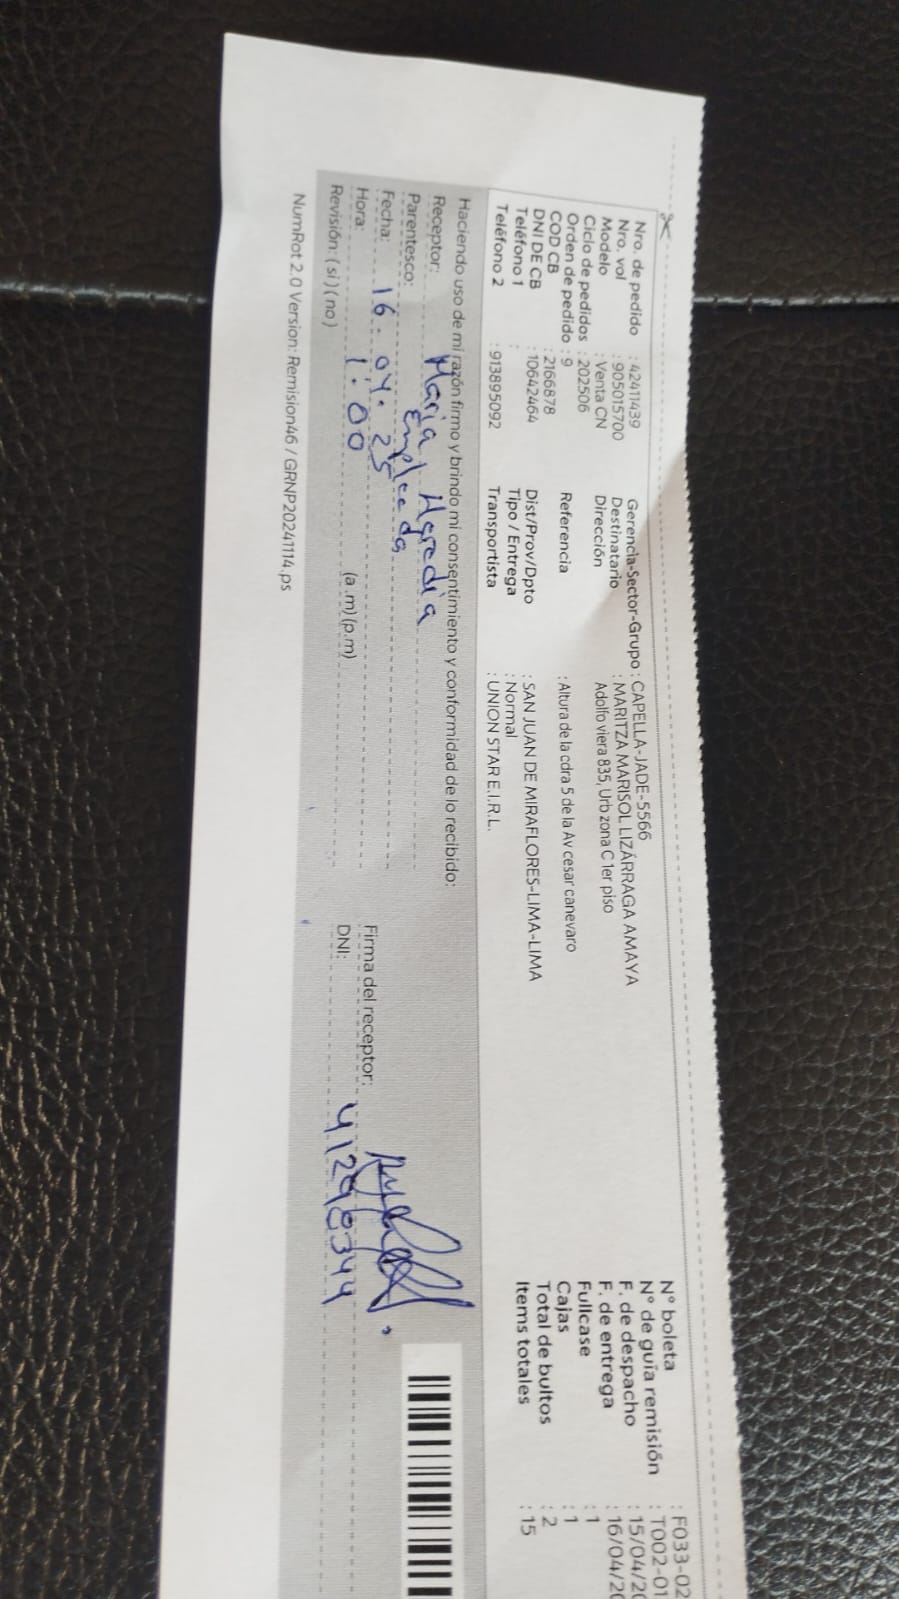 Nro. de pedido : 42411439
Nro. vol : 905015700
Modelo : Venta CN
Ciclo de pedidos : 202506
Orden de pedido : 9
COD CB : 2166878
DNI DE CB : 10642464
Teléfono 1 :
Teléfono 2 : 913895092
Gerencia-Sector-Grupo : CAPELLA-JADE-5566
Destinatario : MARITZA MARISOL LIZÁRRAGA AMAYA
Dirección Adolfo viera 835, Urb zona C 1er piso
Referencia : Altura de la cdra 5 de la Av cesar canevaro
Dist/Prov/Dpto : SAN JUAN DE MIRAFLORES-LIMA-LIMA
Tipo / Entrega : Normal
Transportista : UNION STAR E.I.R.L.
N° boleta : F033-02
N° de guía remisión : T002-01
F. de despacho : 15/04/20
F. de entrega : 16/04/20
Fullcase : 1
Cajas : 1
Total de bultos : 2
Items totales : 15
Haciendo uso de mi razón firmo y brindo mi consentimiento y conformidad de lo recibido:
Receptor: Maria Heredia
Parentesco: Empleada
Fecha: 16.04.25
Hora: 1:00 (a.m)(p.m)
Revisión: (si)(no)
Firma del receptor:
DNI: 41296344
NumRot 2.0 Version: Remision46 / GRNP20241114.ps